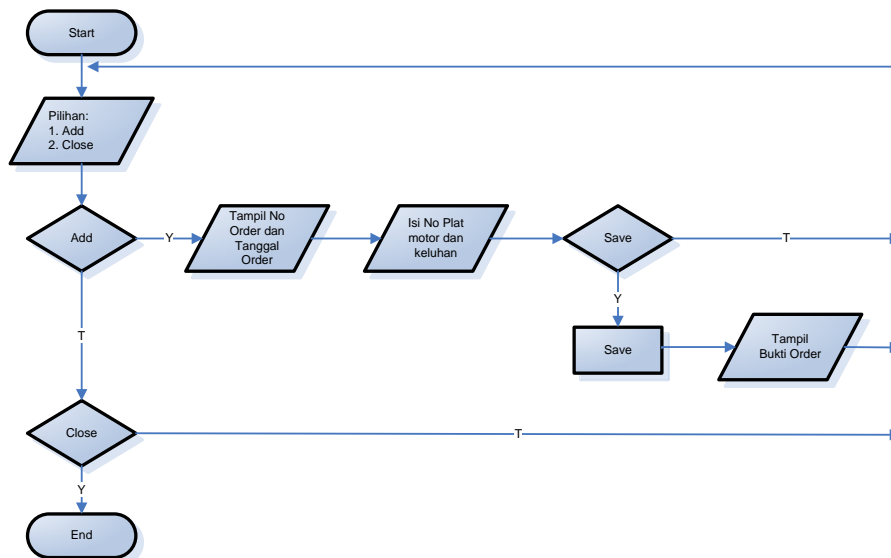 Start
Pilihan:
1. Add
2. Close
Add
Y
Tampil No
Order dan
Tanggal
Order
Isi No Plat
motor dan
keluhan
Save
T
Y
T
Save
Tampil
Bukti Order
Close
T
Y
End